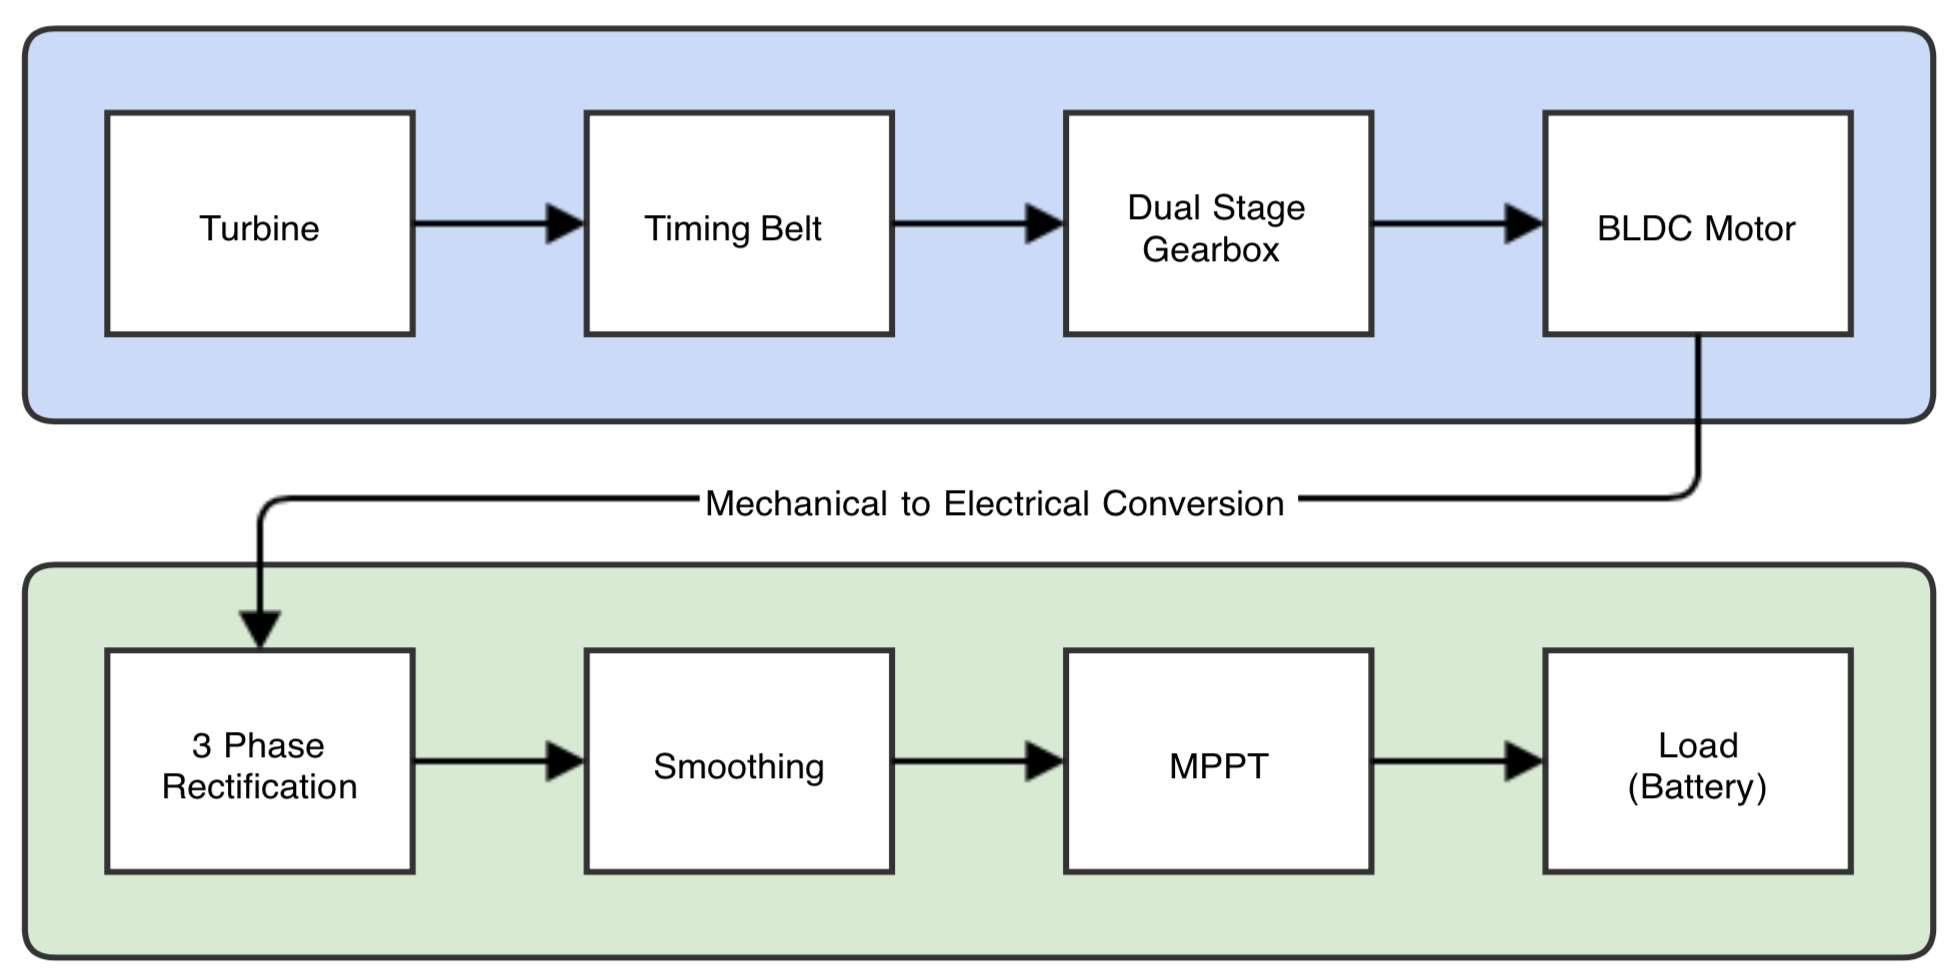 Turbine
Timing Belt
Dual Stage
Gearbox
BLDC Motor
Mechanical to Electrical Conversion
3 Phase
Rectification
Smoothing
MPPT
Load
(Battery)